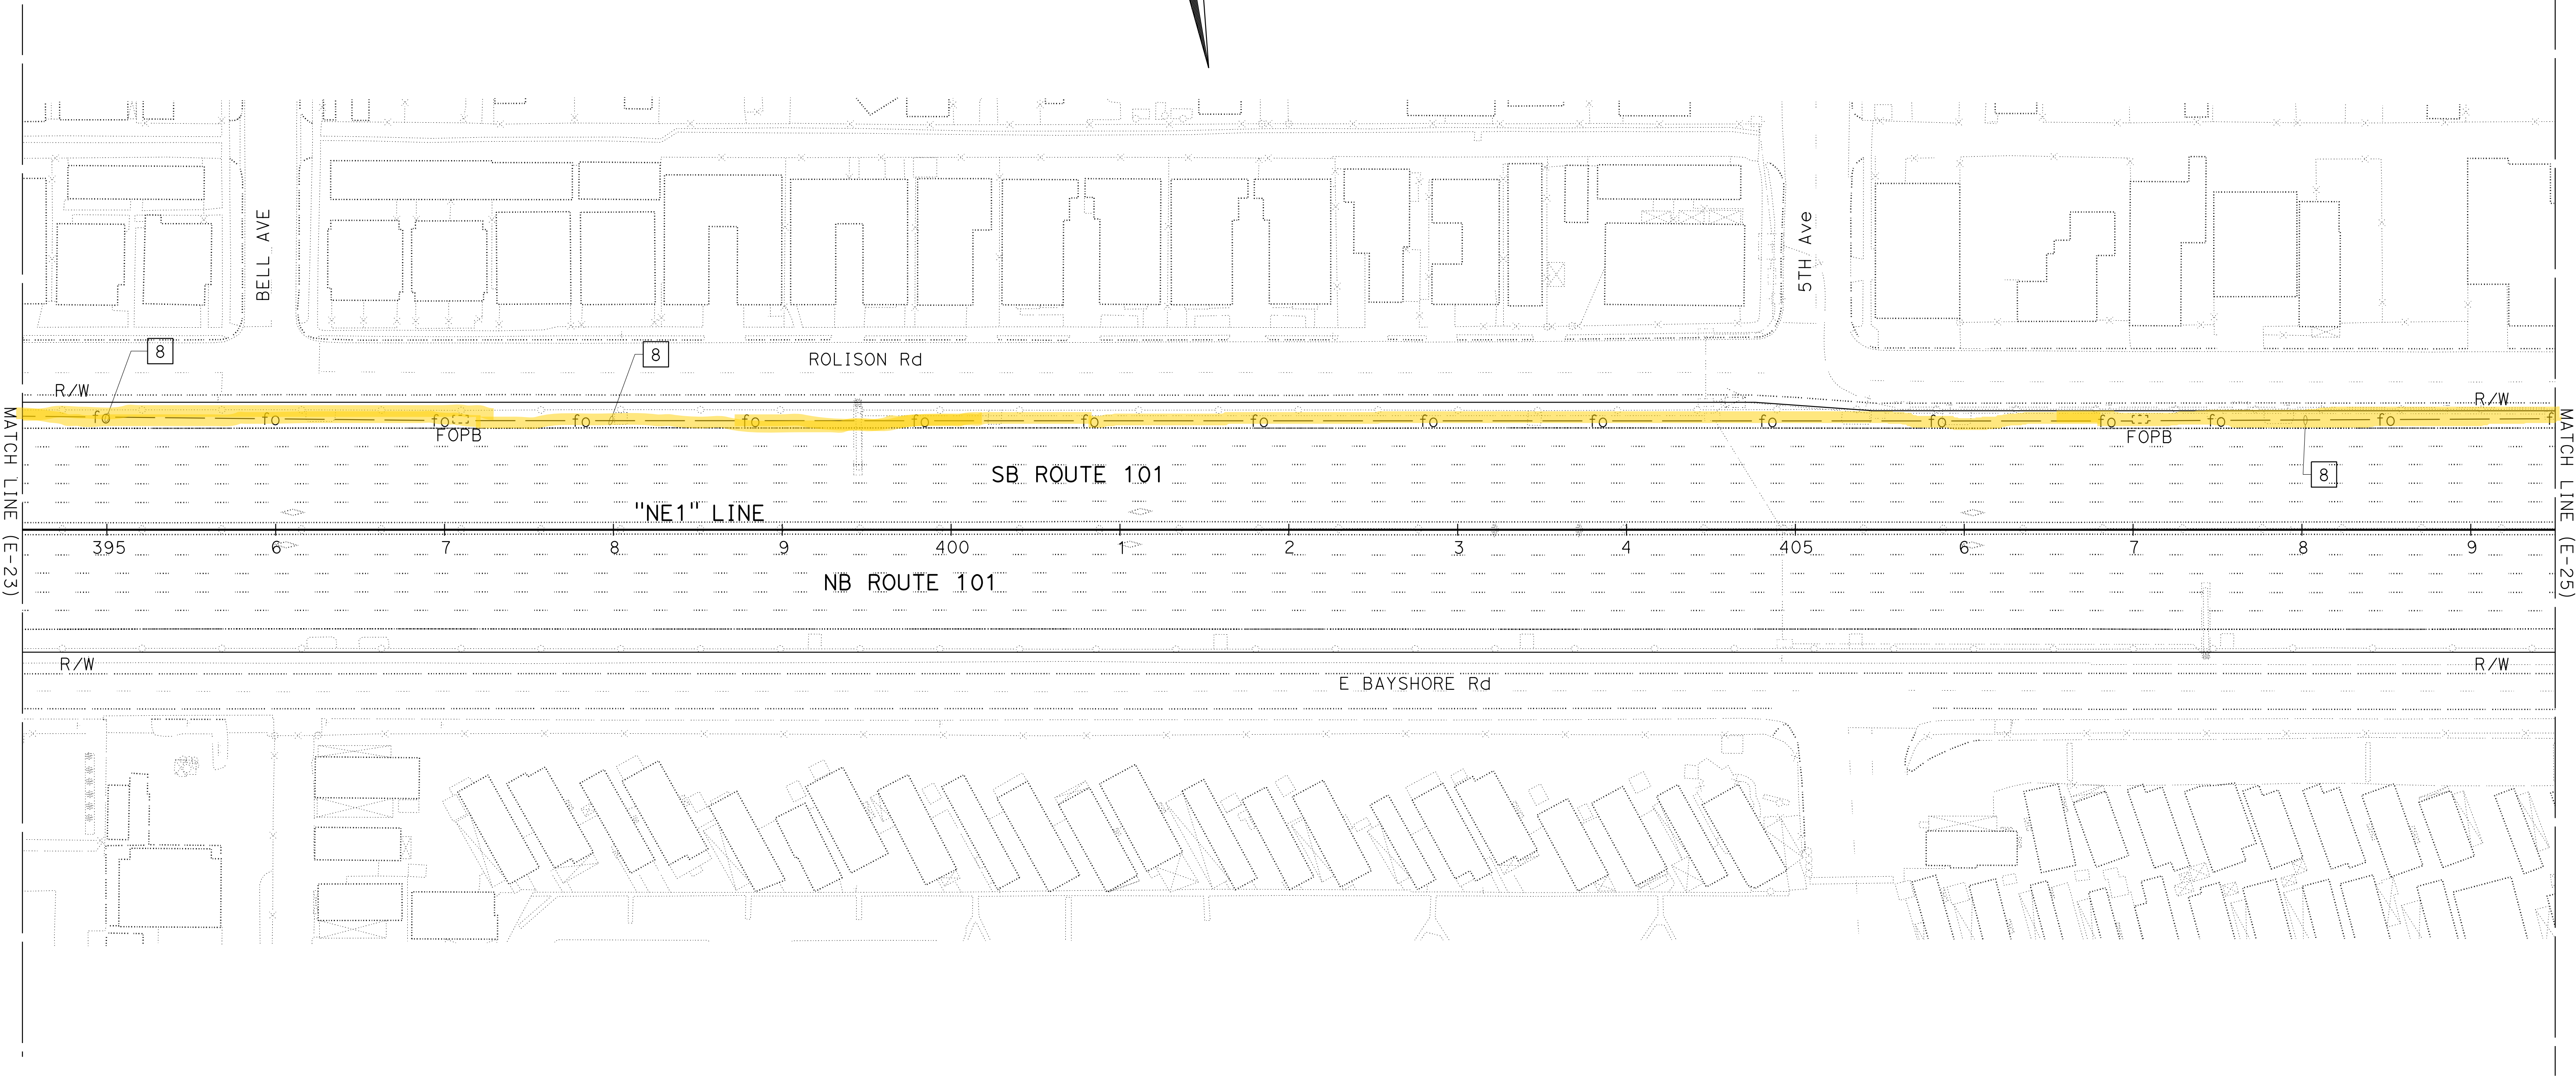 BELL AVE
5TH Ave
8
8
ROLISON Rd
R/W
R/W
fo fo fo fo fo fo fo fo fo fo fo fo fo fo fo f
FOPB
FOPB
MATCH LINE (E-23)
MATCH LINE (E-25)
SB ROUTE 101
8
"NE1" LINE
395 6 7 8 9 400 1 2 3 4 405 6 7 8 9
NB ROUTE 101
R/W
R/W
E BAYSHORE Rd